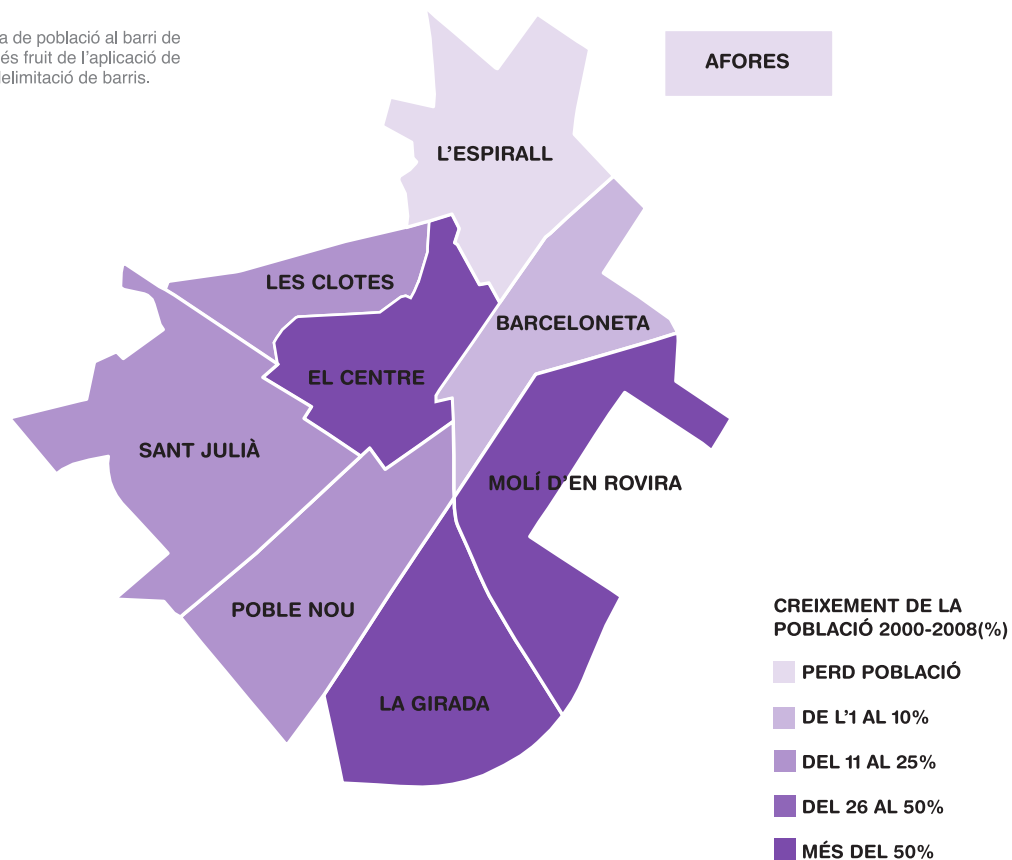 a de població al barri de
és fruit de l'aplicació de
delimitació de barris.
AFORES
L'ESPIRALL
LES CLOTES
BARCELONETA
EL CENTRE
SANT JULIÀ
MOLÍ D'EN ROVIRA
POBLE NOU
LA GIRADA
CREIXEMENT DE LA
POBLACIÓ 2000-2008(%)
PERD POBLACIÓ
DE L'1 AL 10%
DEL 11 AL 25%
DEL 26 AL 50%
MÉS DEL 50%